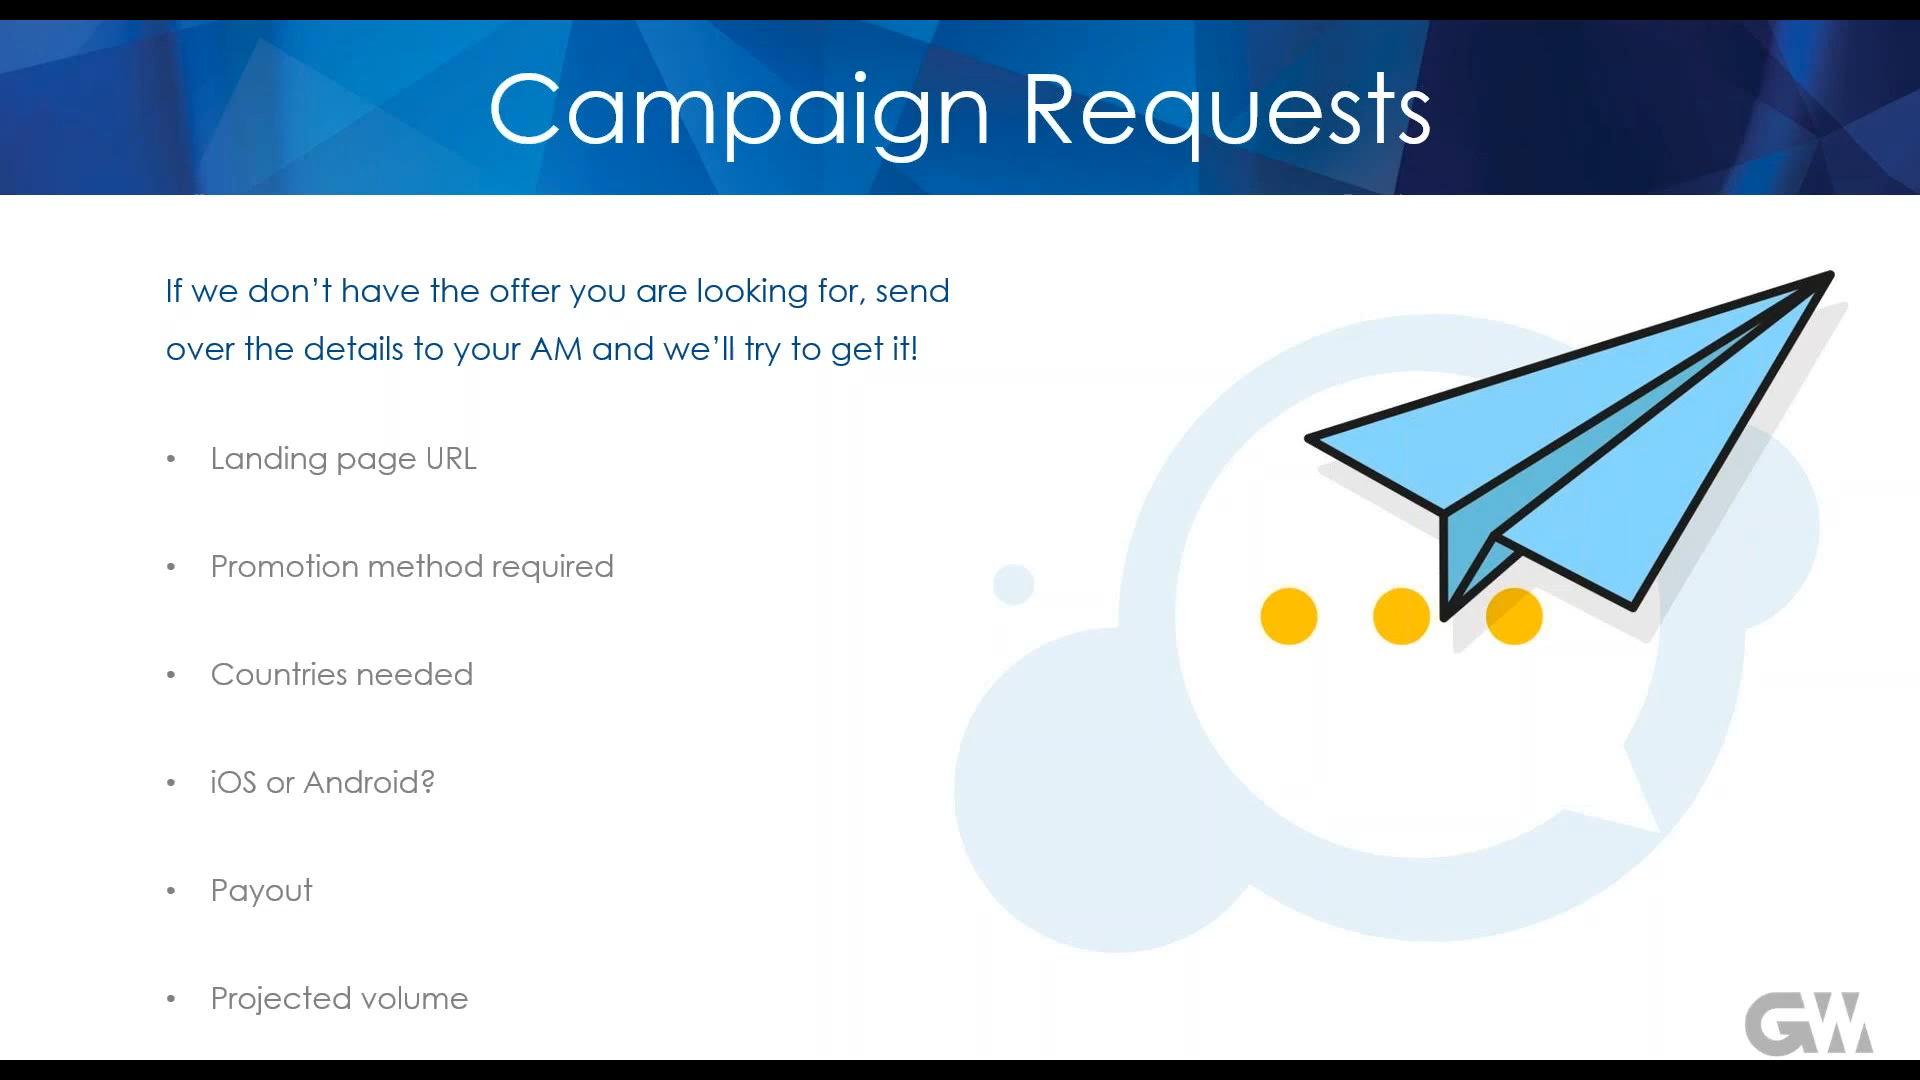 Campaign Requests
If we don’t have the offer you are looking for, send
over the details to your AM and we’ll try to get it!
• Landing page URL
• Promotion method required
• Countries needed
• iOS or Android?
• Payout
• Projected volume
GW